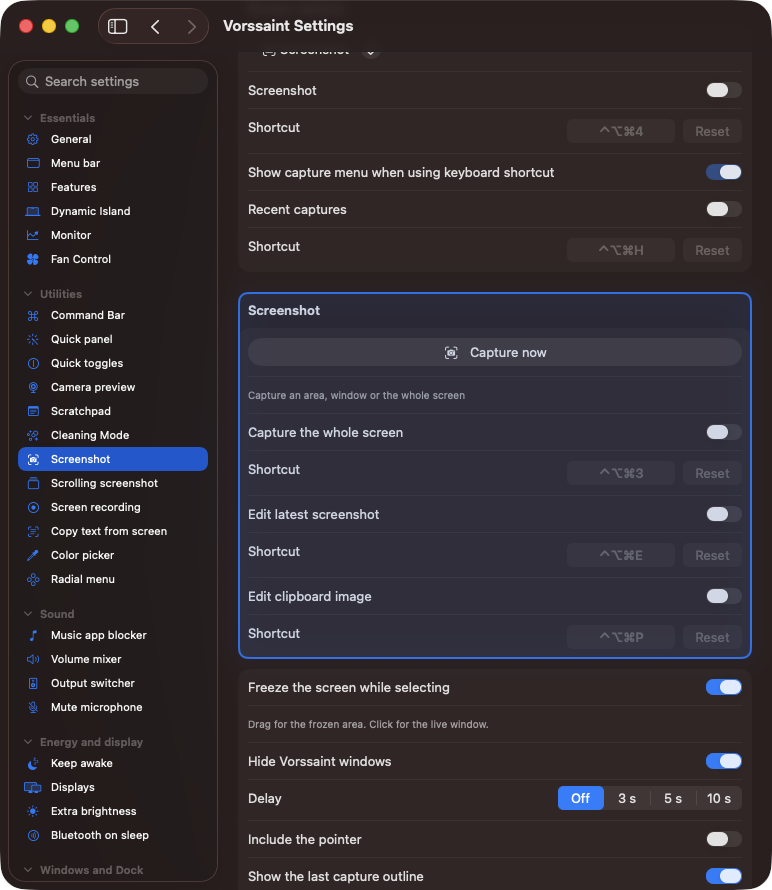 Vorssaint Settings
Search settings
Essentials
General
Menu bar
Features
Dynamic Island
Monitor
Fan Control
Utilities
Command Bar
Quick panel
Quick toggles
Camera preview
Scratchpad
Cleaning Mode
Screenshot
Scrolling screenshot
Screen recording
Copy text from screen
Color picker
Radial menu
Sound
Music app blocker
Volume mixer
Output switcher
Mute microphone
Energy and display
Keep awake
Displays
Extra brightness
Bluetooth on sleep
Windows and Dock
Screenshot
Screenshot
Shortcut ^⌥⌘4 Reset
Show capture menu when using keyboard shortcut
Recent captures
Shortcut ^⌥⌘H Reset
Screenshot
Capture now
Capture an area, window or the whole screen
Capture the whole screen
Shortcut ^⌥⌘3 Reset
Edit latest screenshot
Shortcut ^⌥⌘E Reset
Edit clipboard image
Shortcut ^⌥⌘P Reset
Freeze the screen while selecting
Drag for the frozen area. Click for the live window.
Hide Vorssaint windows
Delay Off 3 s 5 s 10 s
Include the pointer
Show the last capture outline